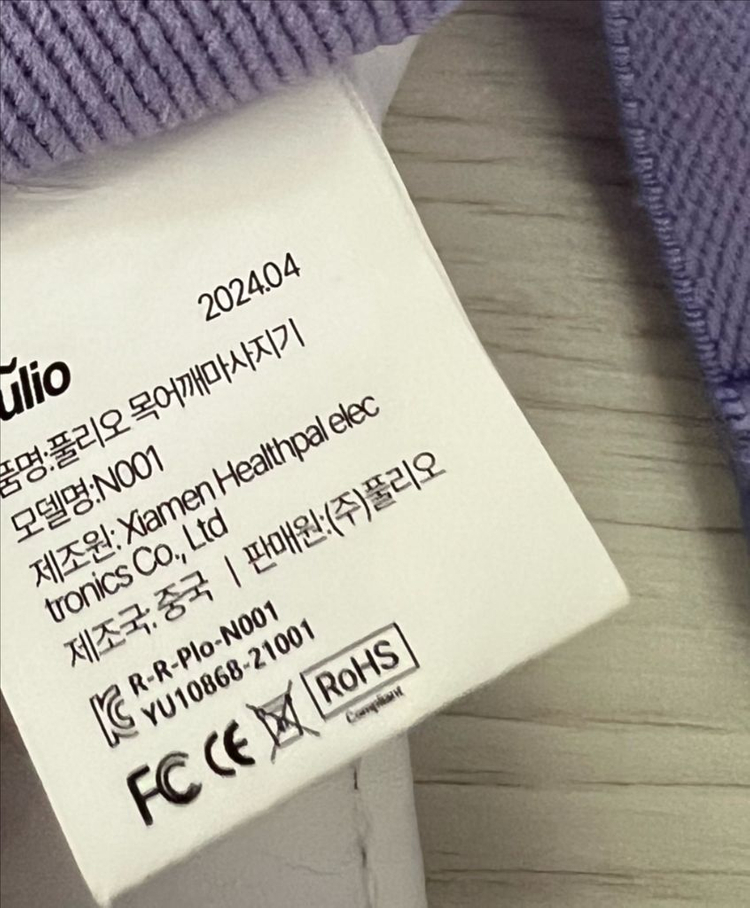 2024.04
ulio
품명:풀리오 목어깨마사지기
모델명:N001
제조원: Xiamen Healthpal elec
tronics Co., Ltd
제조국: 중국 | 판매원:(주)풀리오
R-R-Plo-N001
YU10868-21001
FC CE RoHS
Compliant